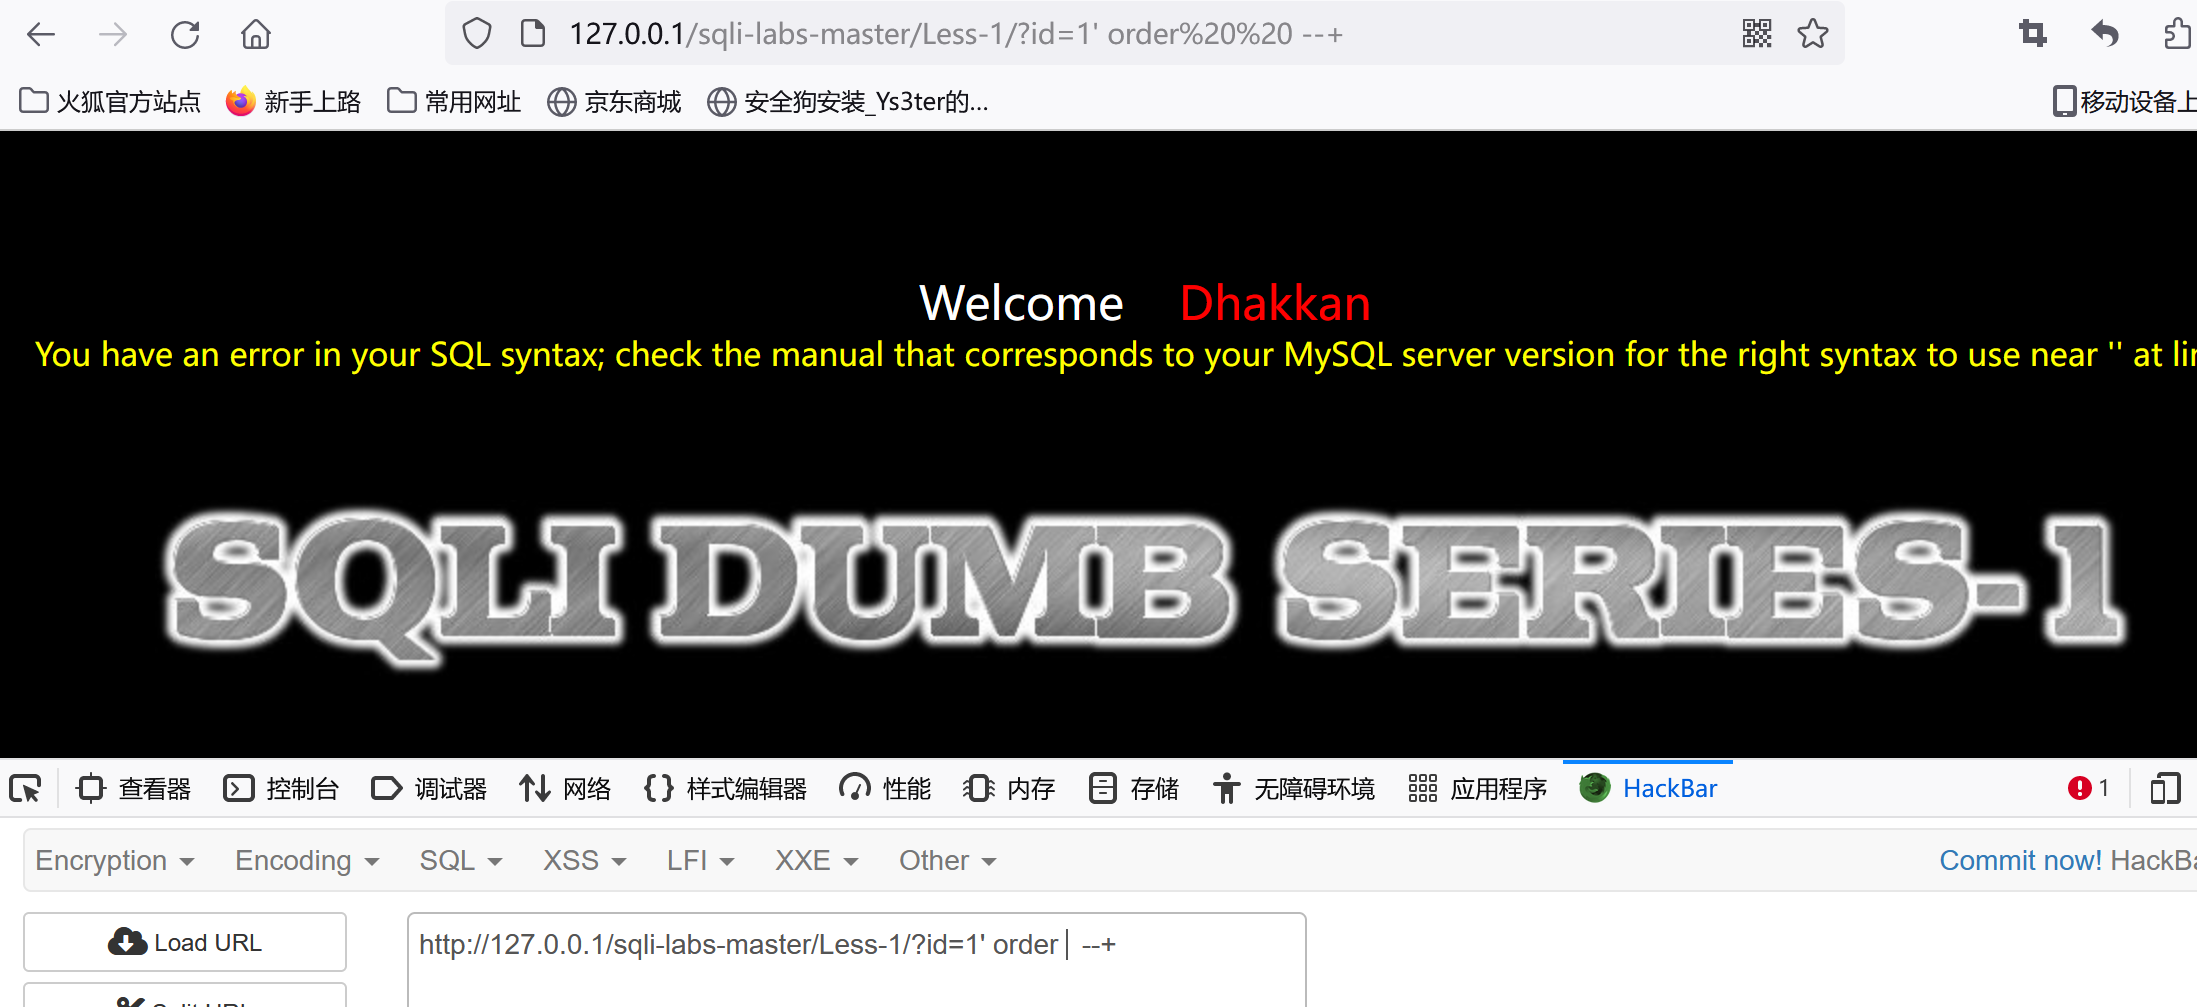 127.0.0.1/sqli-labs-master/Less-1/?id=1' order%20%20 --+
火狐官方站点 新手上路 常用网址 京东商城 安全狗安装_Ys3ter的... 移动设备上
Welcome Dhakkan
You have an error in your SQL syntax; check the manual that corresponds to your MySQL server version for the right syntax to use near '' at lin
SQLI DUMB SERIES-1
查看器 控制台 调试器 网络 样式编辑器 性能 内存 存储 无障碍环境 应用程序 HackBar 1
Encryption Encoding SQL XSS LFI XXE Other Commit now! HackBa
Load URL http://127.0.0.1/sqli-labs-master/Less-1/?id=1' order --+
Split URL